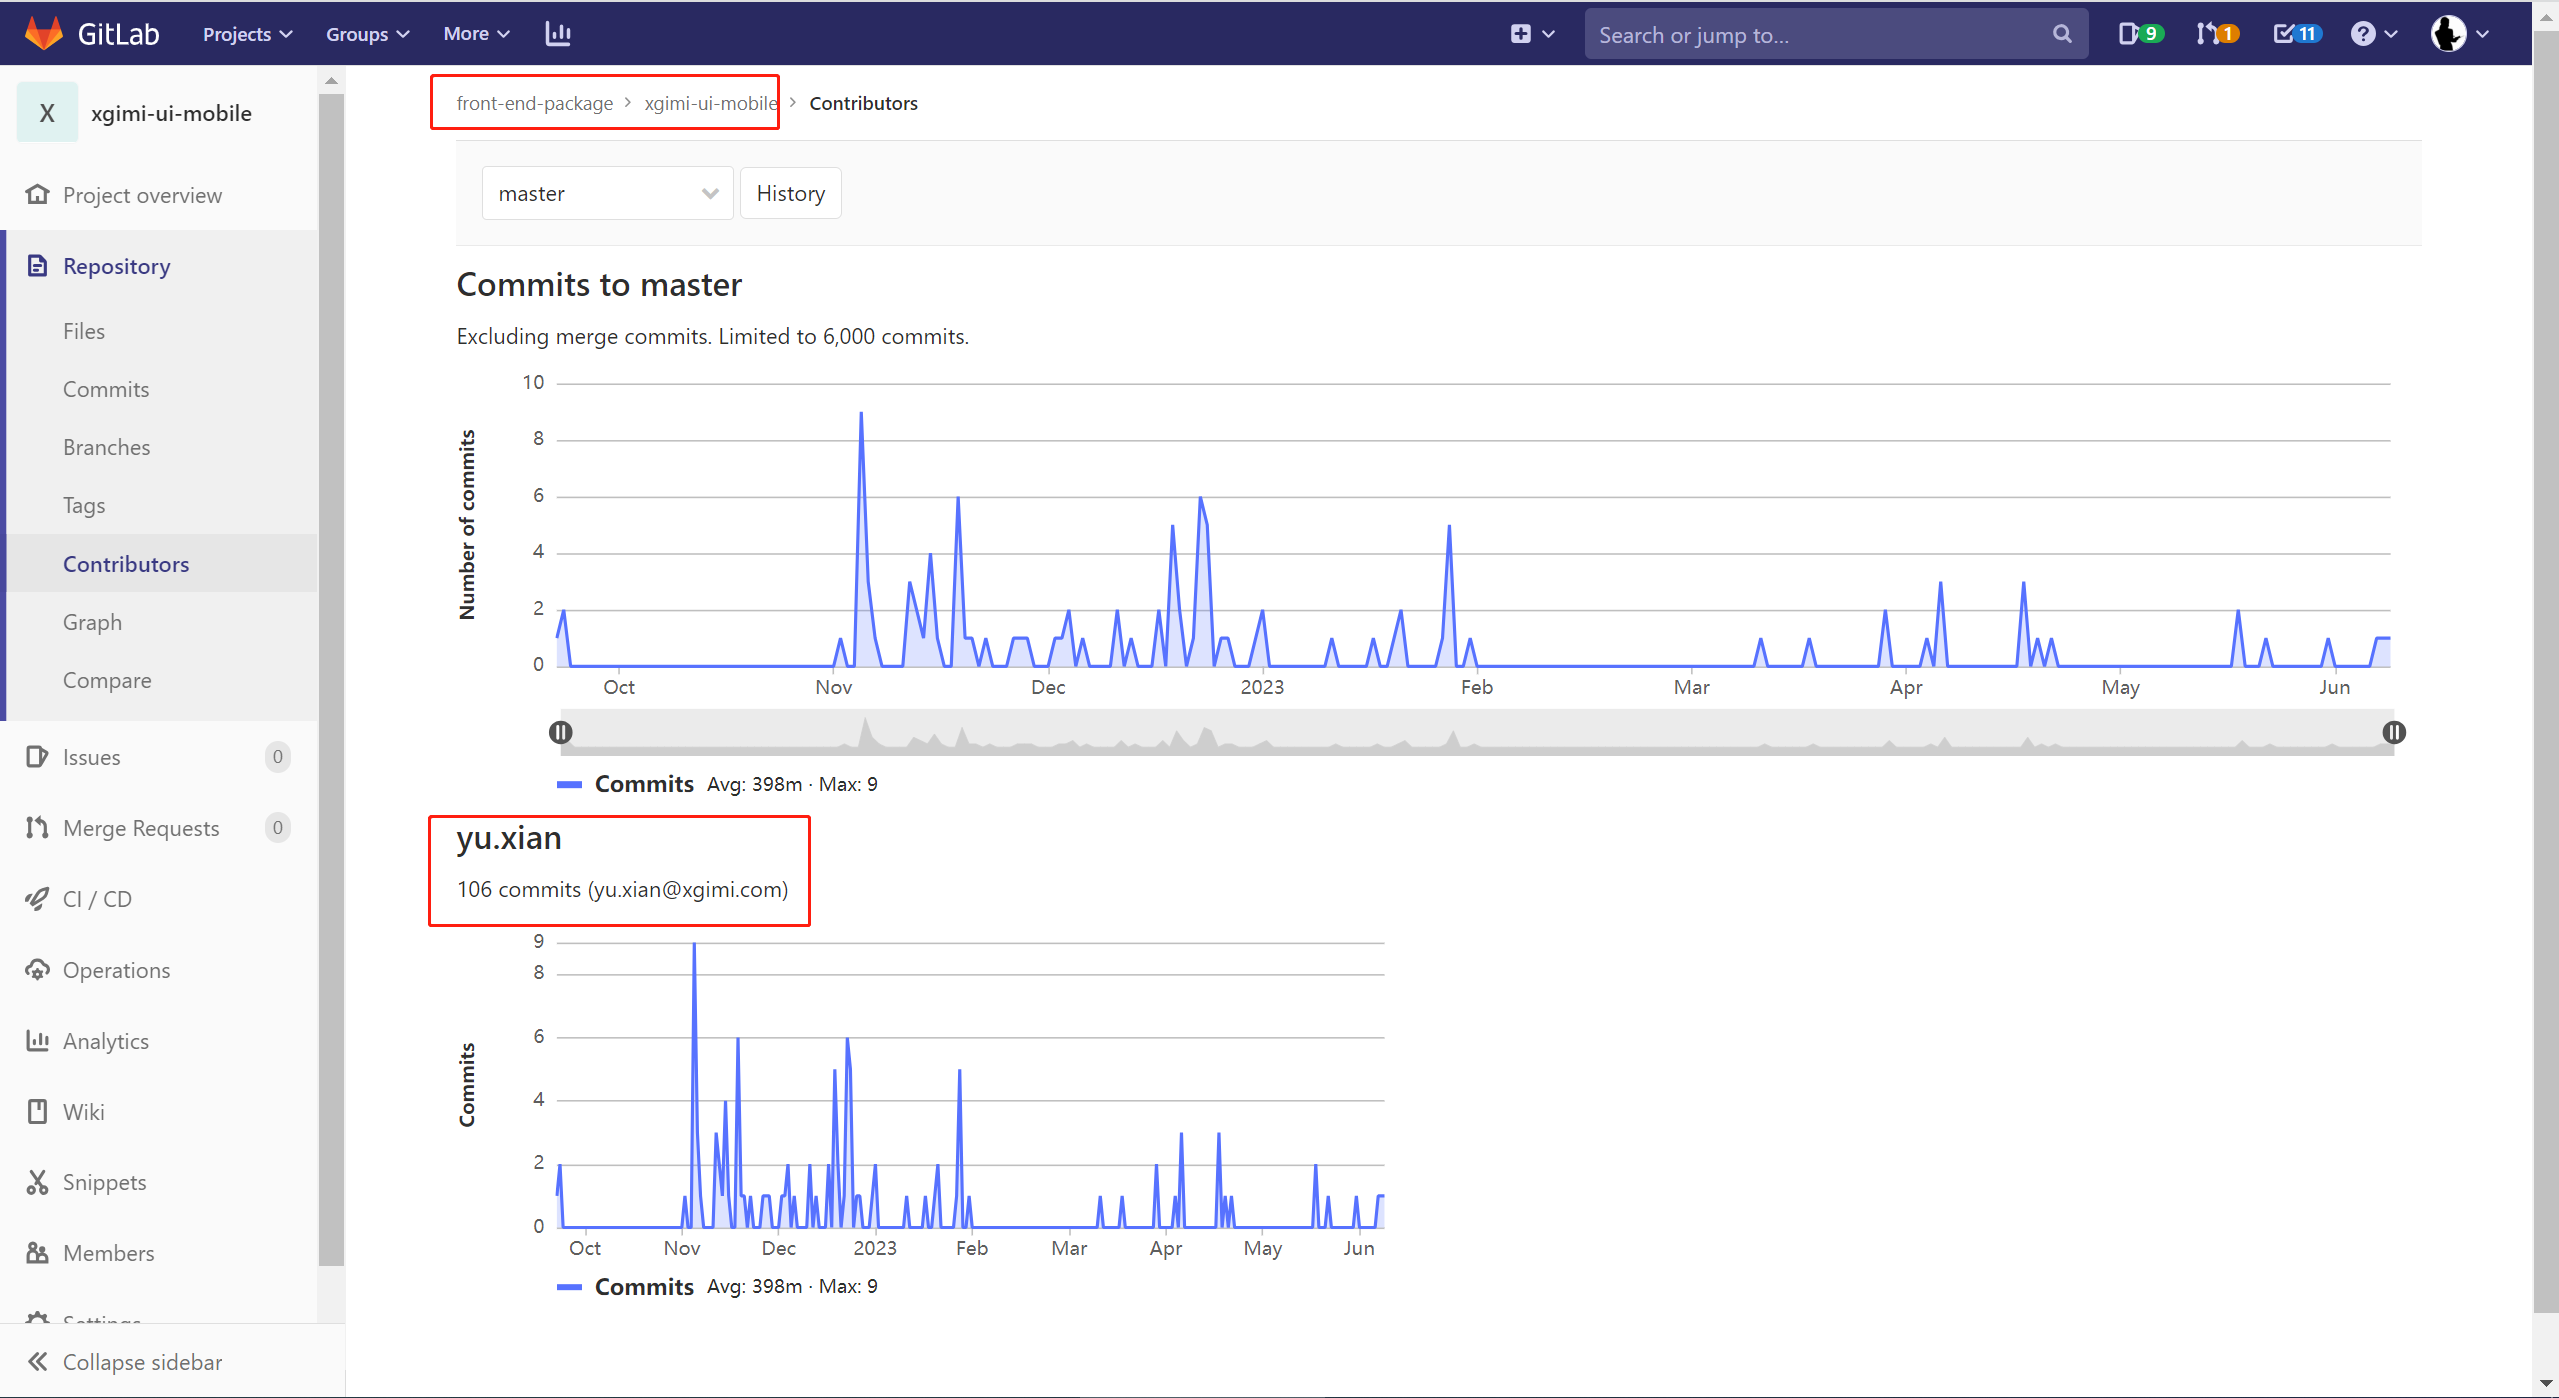 GitLab Projects Groups More Search or jump to... 9 1 11
X xgimi-ui-mobile
Project overview
Repository
Files
Commits
Branches
Tags
Contributors
Graph
Compare
Issues 0
Merge Requests 0
CI / CD
Operations
Analytics
Wiki
Snippets
Members
Settings
Collapse sidebar
front-end-package > xgimi-ui-mobile > Contributors
master History
Commits to master
Excluding merge commits. Limited to 6,000 commits.
Number of commits
10
8
6
4
2
0
Oct Nov Dec 2023 Feb Mar Apr May Jun
Commits Avg: 398m · Max: 9
yu.xian
106 commits (yu.xian@xgimi.com)
Commits
9
8
6
4
2
0
Oct Nov Dec 2023 Feb Mar Apr May Jun
Commits Avg: 398m · Max: 9